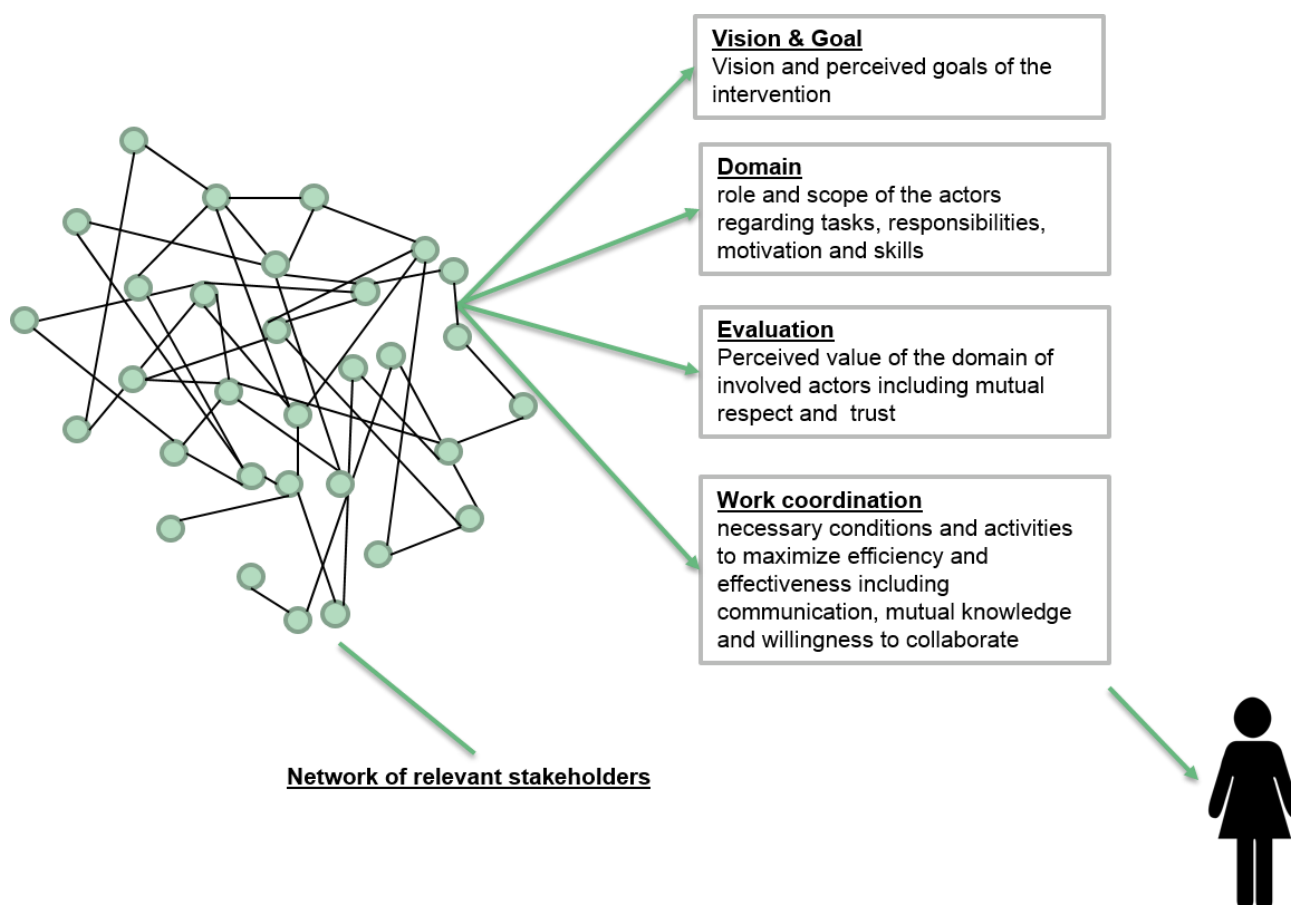 Vision & Goal
Vision and perceived goals of the
intervention
Domain
role and scope of the actors
regarding tasks, responsibilities,
motivation and skills
Evaluation
Perceived value of the domain of
involved actors including mutual
respect and  trust
Work coordination
necessary conditions and activities
to maximize efficiency and
effectiveness including
communication, mutual knowledge
and willingness to collaborate
Network of relevant stakeholders